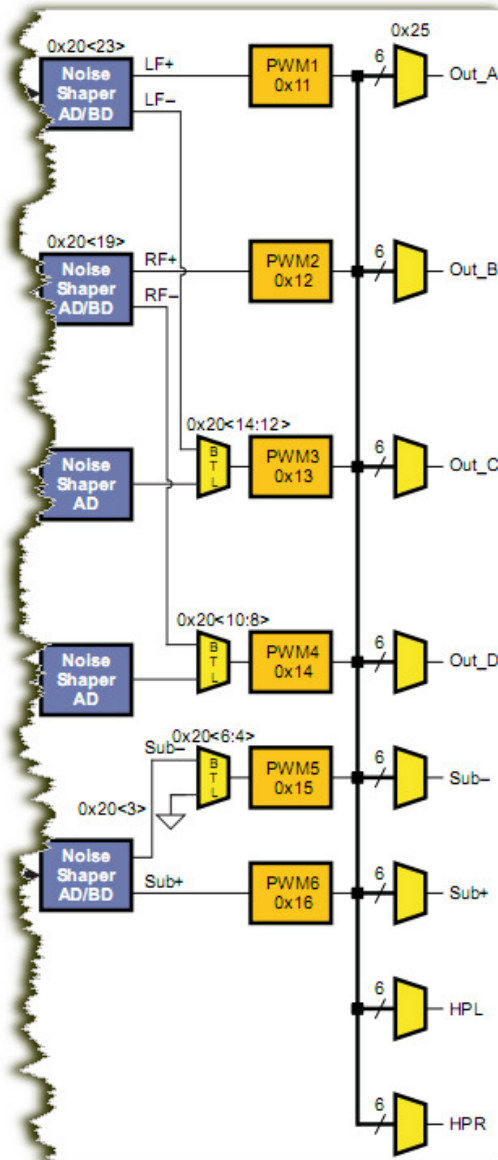 0x25
0x20<23>
Noise
Shaper
AD/BD
LF+
LF–
PWM1
0x11
6
Out_A
0x20<19>
Noise
Shaper
AD/BD
RF+
RF–
PWM2
0x12
6
Out_B
0x20<14:12>
Noise
Shaper
AD
BTL
PWM3
0x13
6
Out_C
0x20<10:8>
Noise
Shaper
AD
BTL
PWM4
0x14
6
Out_D
0x20<6:4>
Sub–
BTL
PWM5
0x15
6
Sub–
0x20<3>
Noise
Shaper
AD/BD
Sub+
PWM6
0x16
6
Sub+
6
HPL
6
HPR